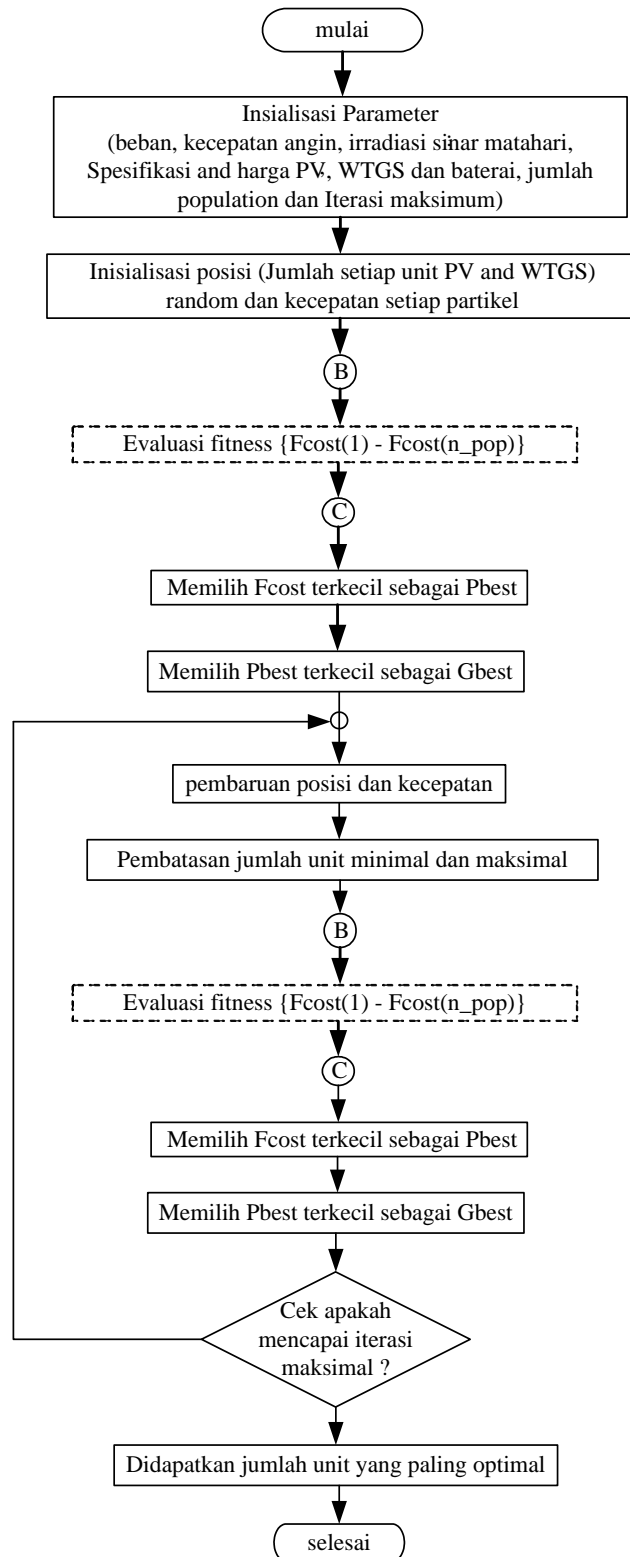 mulai
Insialisasi Parameter
(beban, kecepatan angin, irradiasi sinar matahari,
Spesifikasi and harga PV, WTGS dan baterai, jumlah
population dan Iterasi maksimum)
Inisialisasi posisi (Jumlah setiap unit PV and WTGS)
random dan kecepatan setiap partikel
B
Evaluasi fitness {Fcost(1) - Fcost(n_pop)}
C
Memilih Fcost terkecil sebagai Pbest
Memilih Pbest terkecil sebagai Gbest
pembaruan posisi dan kecepatan
Pembatasan jumlah unit minimal dan maksimal
B
Evaluasi fitness {Fcost(1) - Fcost(n_pop)}
C
Memilih Fcost terkecil sebagai Pbest
Memilih Pbest terkecil sebagai Gbest
Cek apakah
mencapai iterasi
maksimal ?
Didapatkan jumlah unit yang paling optimal
selesai